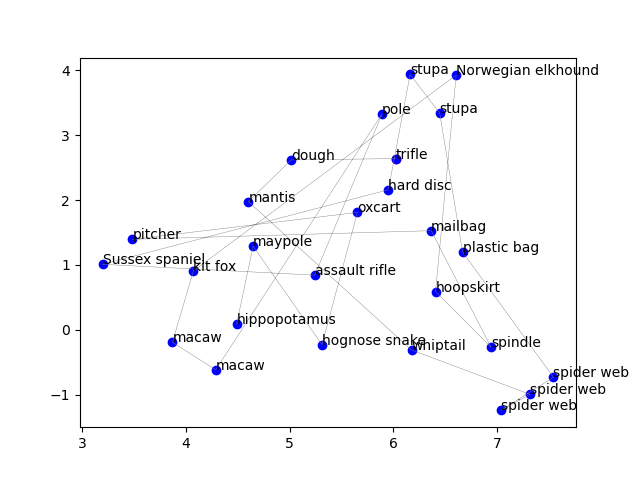 stupa
Norwegian elkhound
pole
stupa
dough
trifle
hard disc
mantis
oxcart
pitcher
mailbag
maypole
plastic bag
Sussex spaniel
kit fox
assault rifle
hoopskirt
hippopotamus
macaw
hognose snake
whiptail
spindle
macaw
spider web
spider web
spider web
4
3
2
1
0
−1
3
4
5
6
7